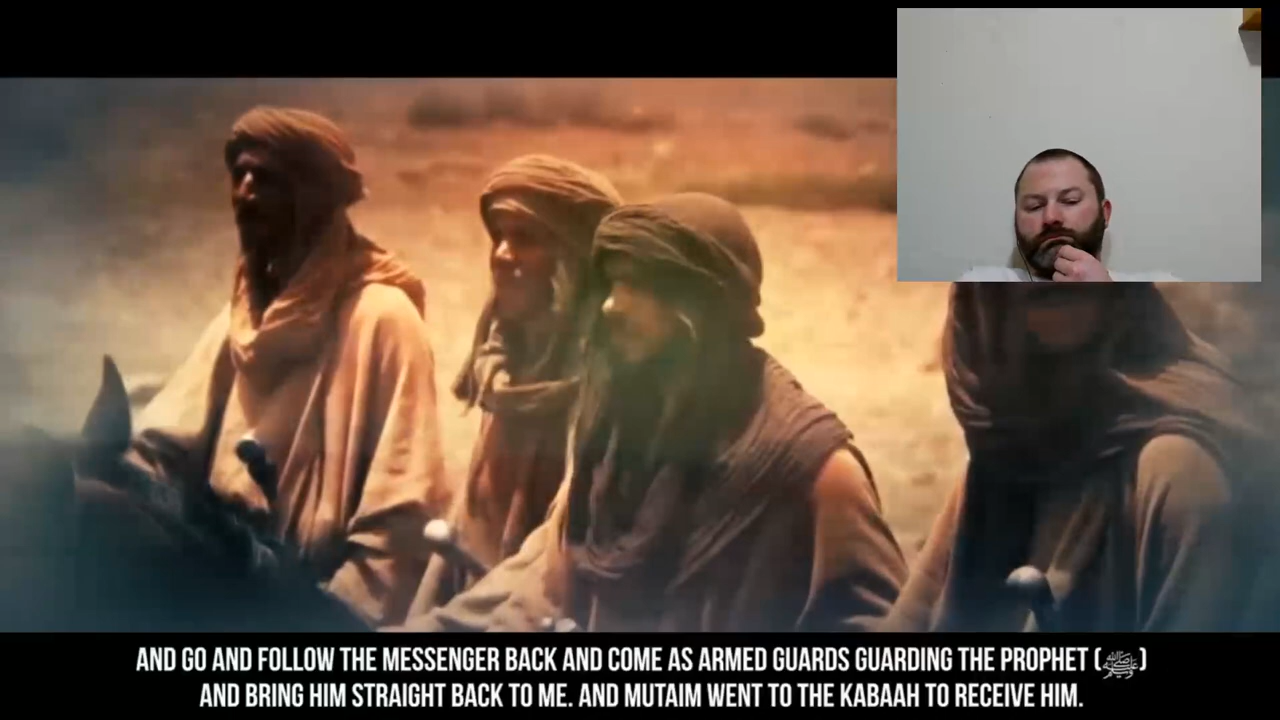 AND GO AND FOLLOW THE MESSENGER BACK AND COME AS ARMED GUARDS GUARDING THE PROPHET (ﷺ)
AND BRING HIM STRAIGHT BACK TO ME. AND MUTAIM WENT TO THE KABAAH TO RECEIVE HIM.